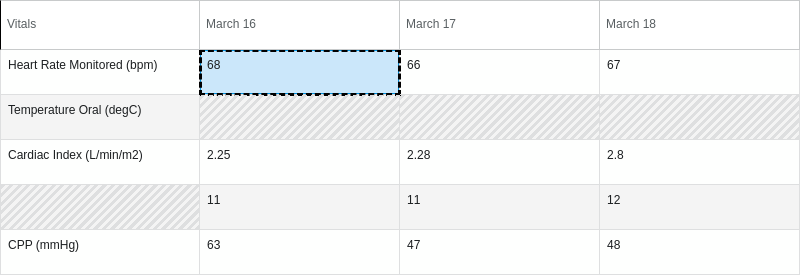 Vitals March 16 March 17 March 18
Heart Rate Monitored (bpm) 68 66 67
Temperature Oral (degC)
Cardiac Index (L/min/m2) 2.25 2.28 2.8
11 11 12
CPP (mmHg) 63 47 48